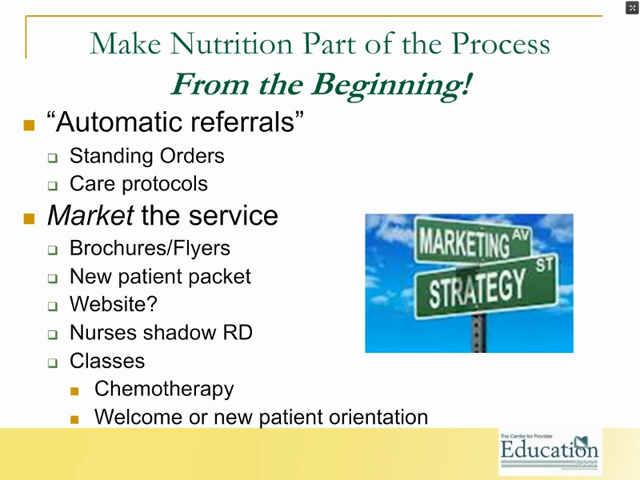 Make Nutrition Part of the Process
From the Beginning!
“Automatic referrals”
Standing Orders
Care protocols
Market the service
Brochures/Flyers
New patient packet
Website?
Nurses shadow RD
Classes
Chemotherapy
Welcome or new patient orientation
MARKETING AV
STRATEGY ST
The Center for Provider
Education